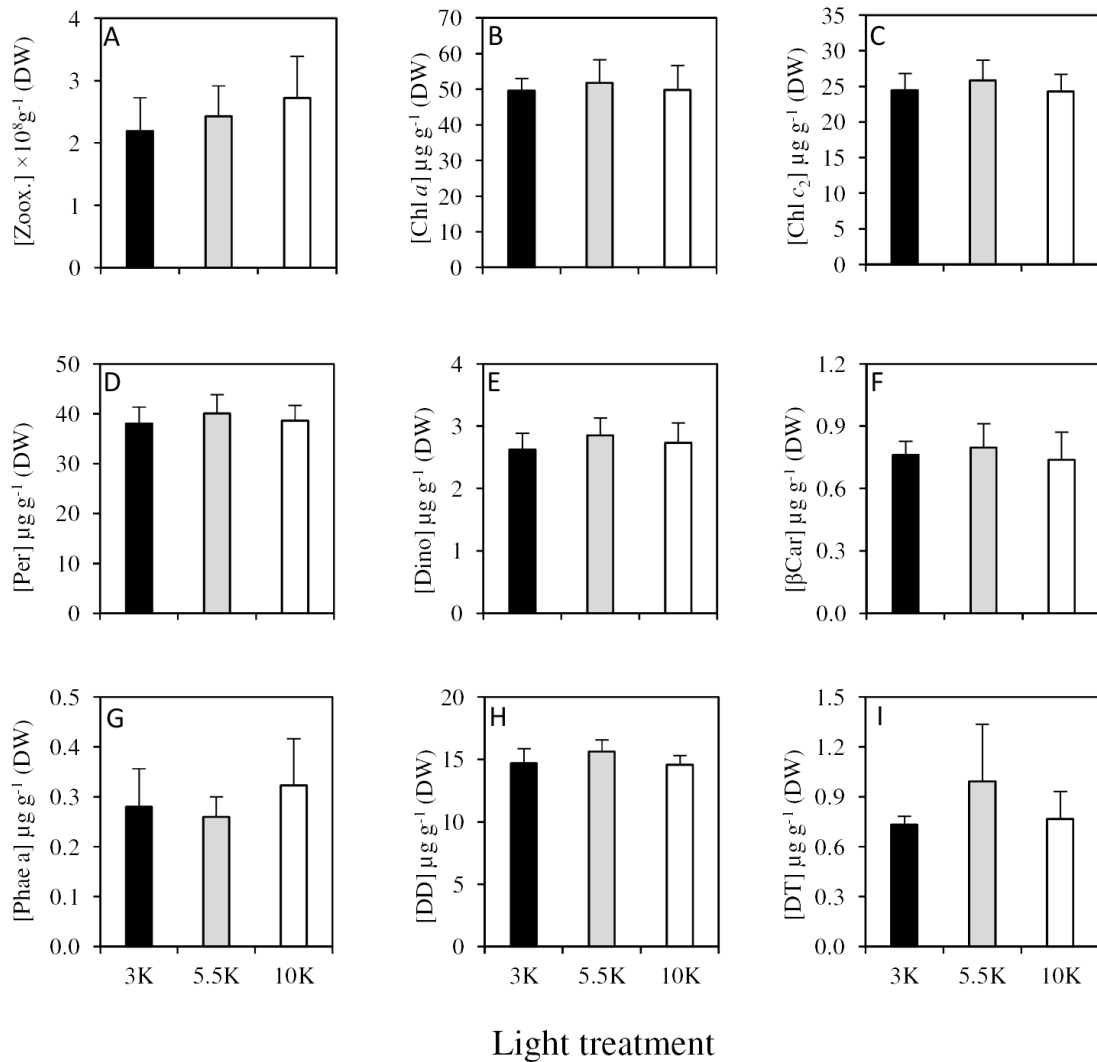 A
[Zoox.] ×10⁸g⁻¹ (DW)
4
3
2
1
0
B
[Chl a] µg g⁻¹ (DW)
70
60
50
40
30
20
10
0
C
[Chl c₂] µg g⁻¹ (DW)
35
30
25
20
15
10
5
0
D
[Per] µg g⁻¹ (DW)
50
40
30
20
10
0
E
[Dino] µg g⁻¹ (DW)
4
3
2
1
0
F
[βCar] µg g⁻¹ (DW)
1.2
0.9
0.6
0.3
0.0
G
[Phae a] µg g⁻¹ (DW)
0.5
0.4
0.3
0.2
0.1
0.0
3K 5.5K 10K
H
[DD] µg g⁻¹ (DW)
20
15
10
5
0
3K 5.5K 10K
I
[DT] µg g⁻¹ (DW)
1.5
1.2
0.9
0.6
0.3
0.0
3K 5.5K 10K
Light treatment